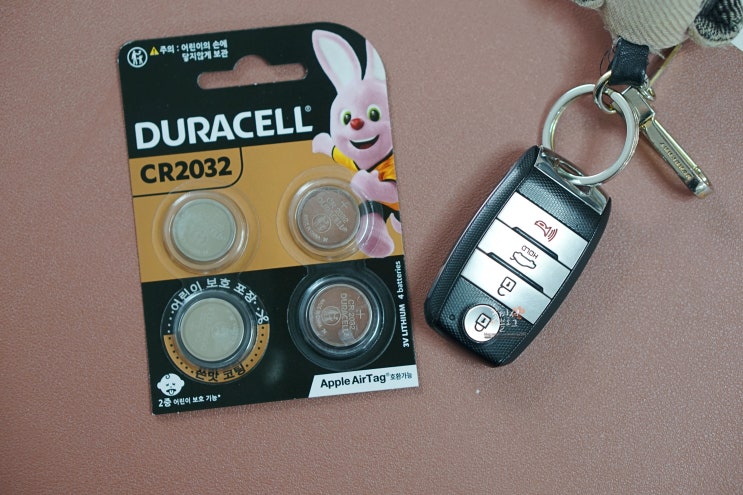 ⚠주의 : 어린이의 손에
닿지않게 보관
DURACELL®
CR2032
어린이 보호 포장·
쓴맛 코팅
2중 어린이 보호 기능*
DURACELL
CR2032
3V LITHIUM 4 batteries
Apple AirTag® 호환가능
HOLD